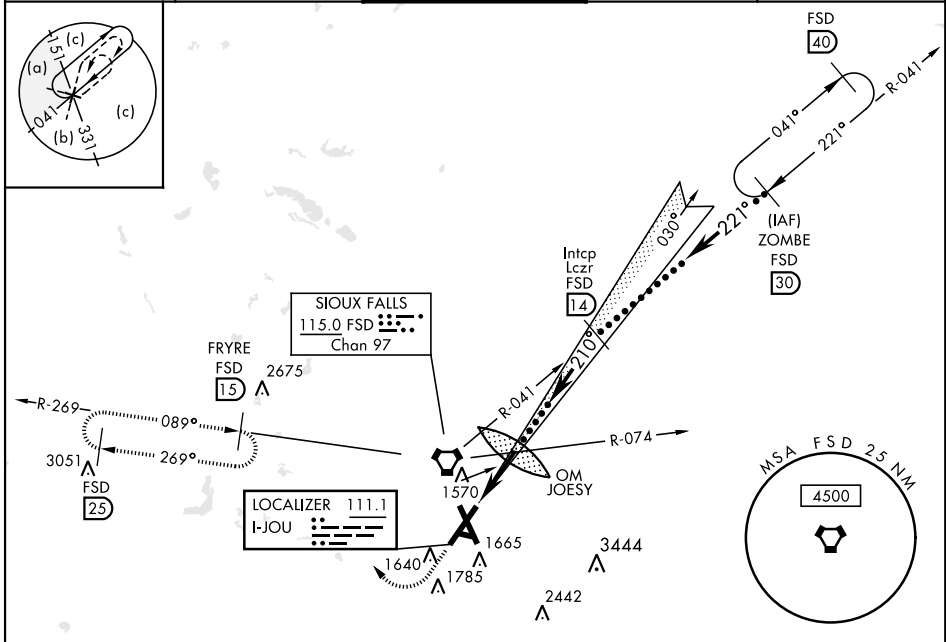 (c)
151
(a)
041
(b)
331
(c)
FSD
40
R-041
041°
221°
(IAF)
ZOMBE
FSD
30
221°
030°
Intcp
Lczr
FSD
14
210°
SIOUX FALLS
115.0 FSD
Chan 97
FRYRE
FSD
15
2675
R-269
089°
269°
3051
FSD
25
R-041
R-074
1570
OM
JOESY
LOCALIZER 111.1
I-JOU
1640
1665
1785
3444
2442
MSA FSD 25 NM
4500